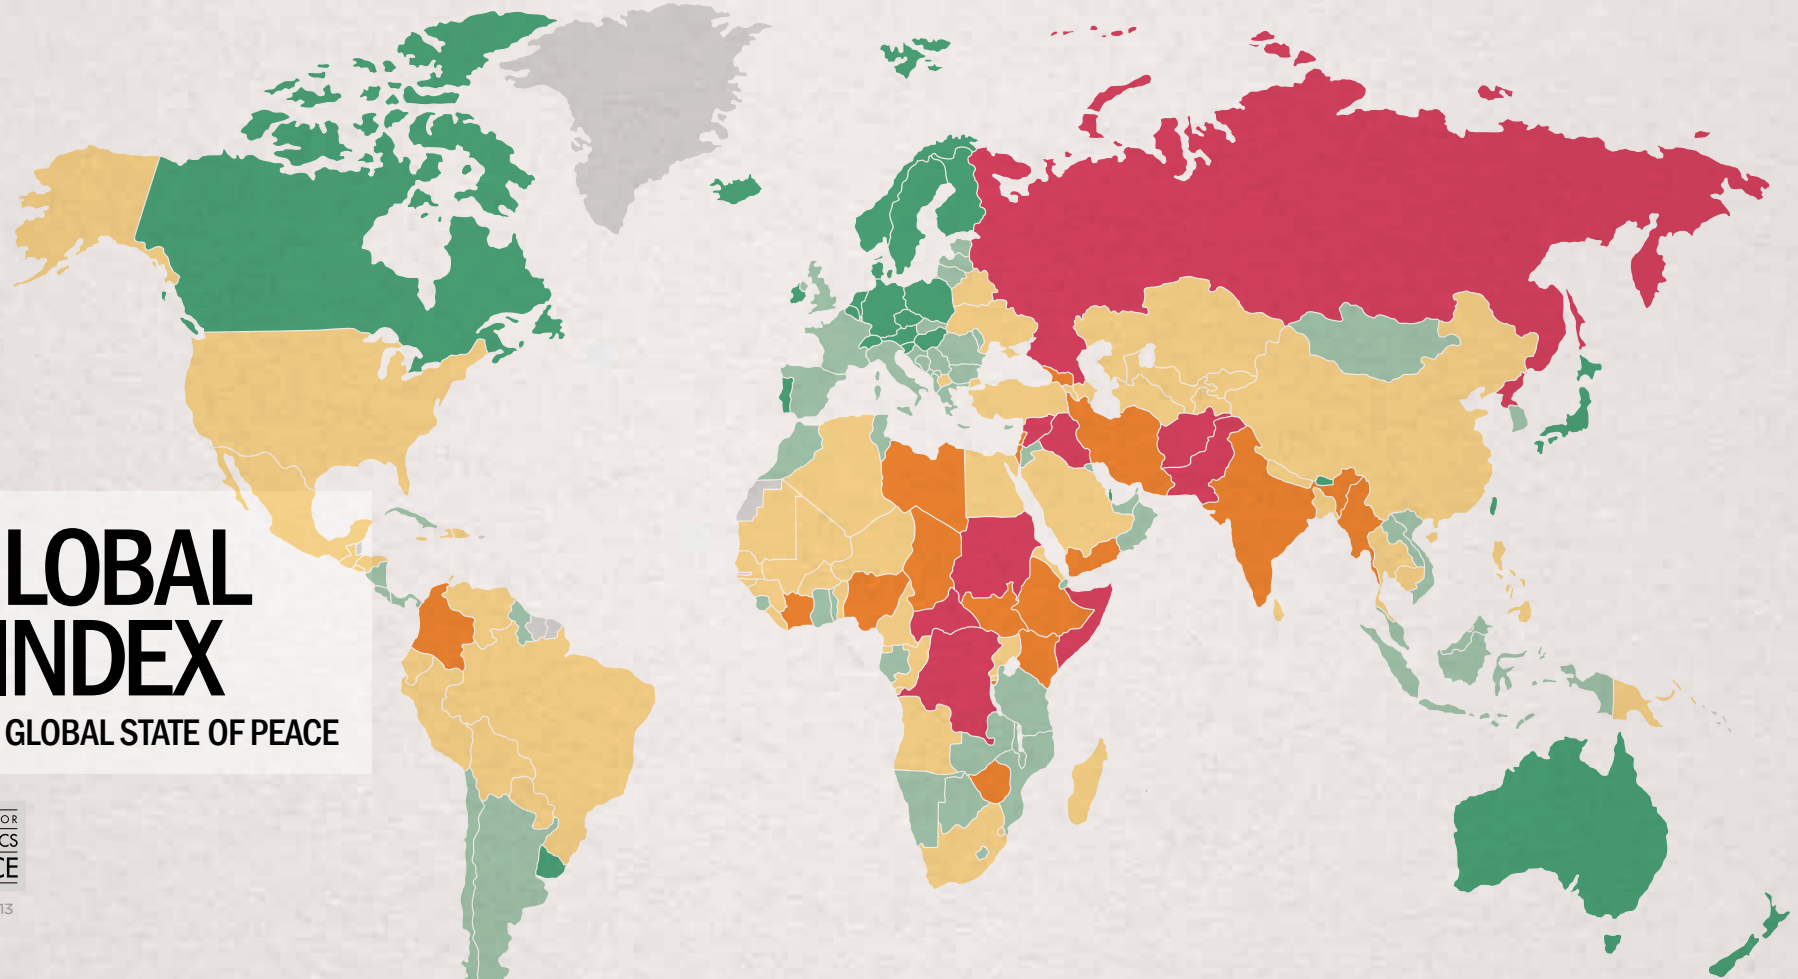 LOBAL
INDEX
GLOBAL STATE OF PEACE
OR
CS
CE
13